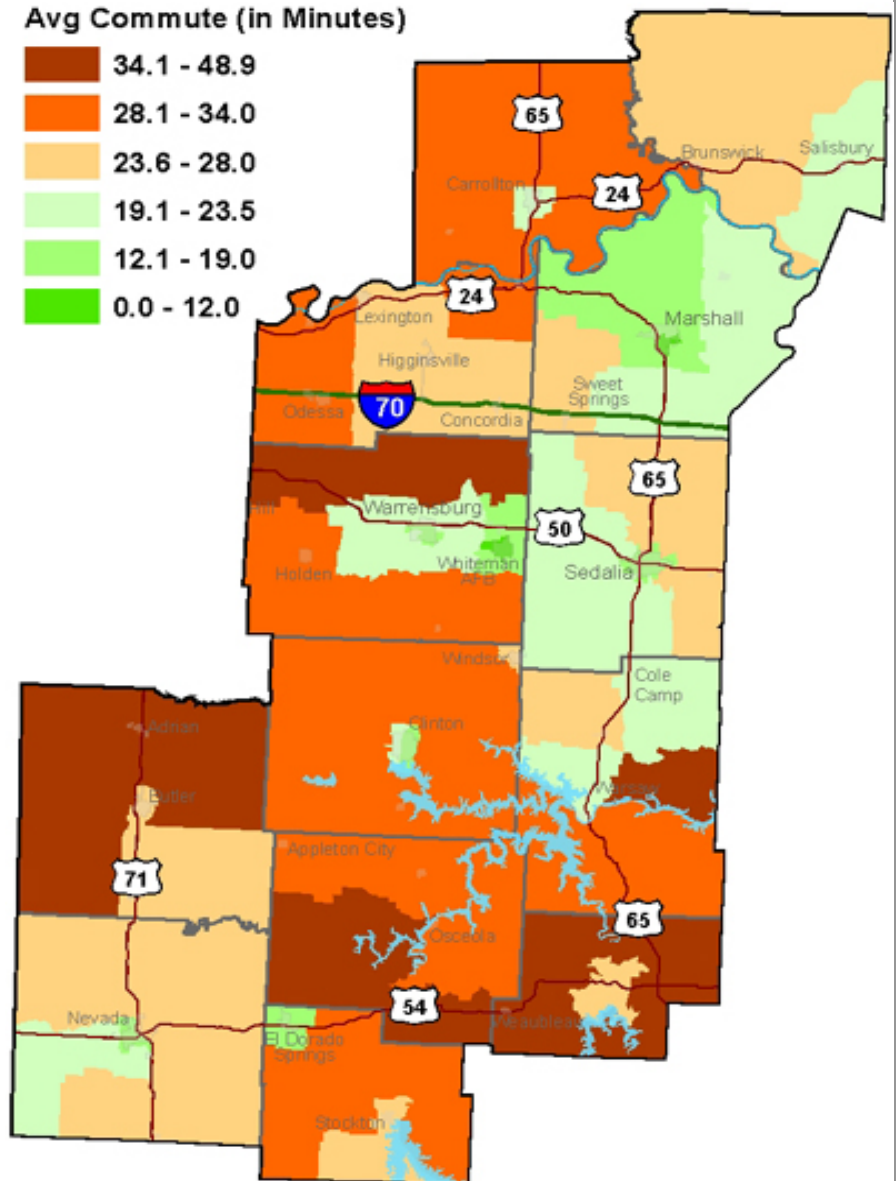 Avg Commute (in Minutes)
34.1 - 48.9
28.1 - 34.0
23.6 - 28.0
19.1 - 23.5
12.1 - 19.0
0.0 - 12.0
65
Brunswick
Salisbury
Carrollton
24
24
Lexington
Marshall
Higginsville
Sweet
Springs
Odessa
70
Concordia
65
Hill
Warrensburg
50
Whiteman
AFB
Holden
Sedalia
Windsor
Cole
Camp
Clinton
Adrian
Butler
Warsaw
Appleton City
71
Osceola
65
54
Nevada
Weaubleau
El Dorado
Springs
Stockton